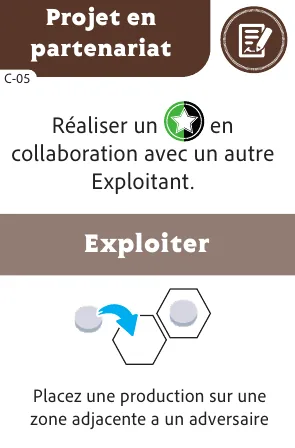 Projet en
partenariat
C-05
Réaliser un en
collaboration avec un autre
Exploitant.
Exploiter
Placez une production sur une
zone adjacente a un adversaire